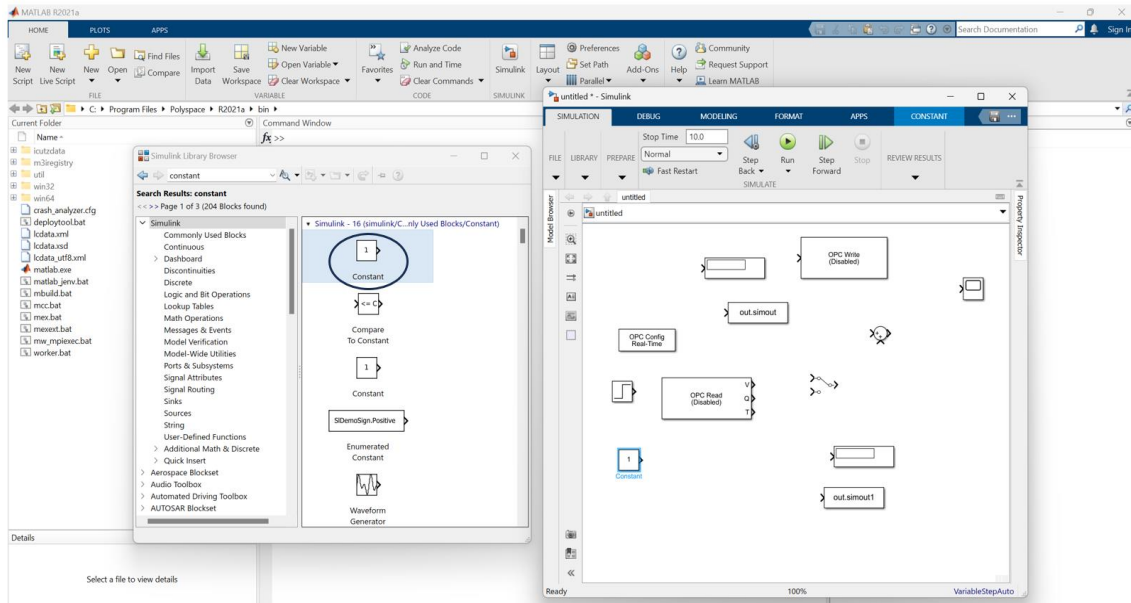 MATLAB R2021a
HOME PLOTS APPS
Search Documentation
Sign In
New Script
New Live Script
New
Open
Find Files
Compare
Import Data
Save Workspace
New Variable
Open Variable
Clear Workspace
Favorites
Analyze Code
Run and Time
Clear Commands
Simulink
Layout
Preferences
Set Path
Parallel
Add-Ons
Help
Community
Request Support
Learn MATLAB
FILE VARIABLE CODE SIMULINK
C: Program Files Polyspace R2021a bin
Current Folder
Name
icutzdata
m3iregistry
util
win32
win64
crash_analyzer.cfg
deploytool.bat
lcdata.xml
lcdata.xsd
lcdata_utf8.xml
matlab.exe
matlab_jenv.bat
mbuild.bat
mcc.bat
mex.bat
mexext.bat
mw_mpiexec.bat
worker.bat
Details
Select a file to view details
Command Window
fx >>
Simulink Library Browser
constant
Search Results: constant
<< >> Page 1 of 3 (204 Blocks found)
Simulink
Commonly Used Blocks
Continuous
Dashboard
Discontinuities
Discrete
Logic and Bit Operations
Lookup Tables
Math Operations
Messages & Events
Model Verification
Model-Wide Utilities
Ports & Subsystems
Signal Attributes
Signal Routing
Sinks
Sources
String
User-Defined Functions
Additional Math & Discrete
Quick Insert
Aerospace Blockset
Audio Toolbox
Automated Driving Toolbox
AUTOSAR Blockset
Simulink - 16 (simulink/C...nly Used Blocks/Constant)
1
Constant
<= C
Compare
To Constant
1
Constant
SlDemoSign.Positive
Enumerated
Constant
Waveform
Generator
untitled * - Simulink
SIMULATION DEBUG MODELING FORMAT APPS CONSTANT
FILE
LIBRARY
PREPARE
Stop Time 10.0
Normal
Fast Restart
Step Back
Run
Step Forward
Stop
REVIEW RESULTS
SIMULATE
Model Browser
untitled
untitled
Property Inspector
OPC Write
(Disabled)
out.simout
OPC Config
Real-Time
OPC Read
(Disabled)
V
Q
T
1
Constant
out.simout1
Ready 100% VariableStepAuto